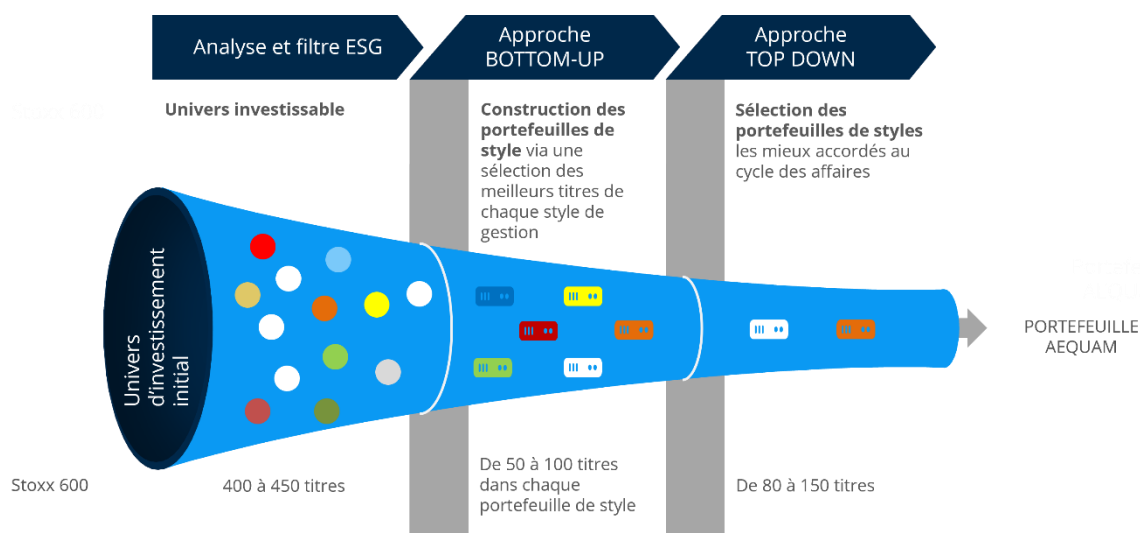 Analyse et filtre ESG
Approche
BOTTOM-UP
Approche
TOP DOWN
Univers investissable
Construction des
portefeuilles de
style via une
sélection des
meilleurs titres de
chaque style de
gestion
Sélection des
portefeuilles de styles
les mieux accordés au
cycle des affaires
Univers
d'investissement
initial
PORTEFEUILLE
AEQUAM
Stoxx 600
400 à 450 titres
De 50 à 100 titres
dans chaque
portefeuille de style
De 80 à 150 titres